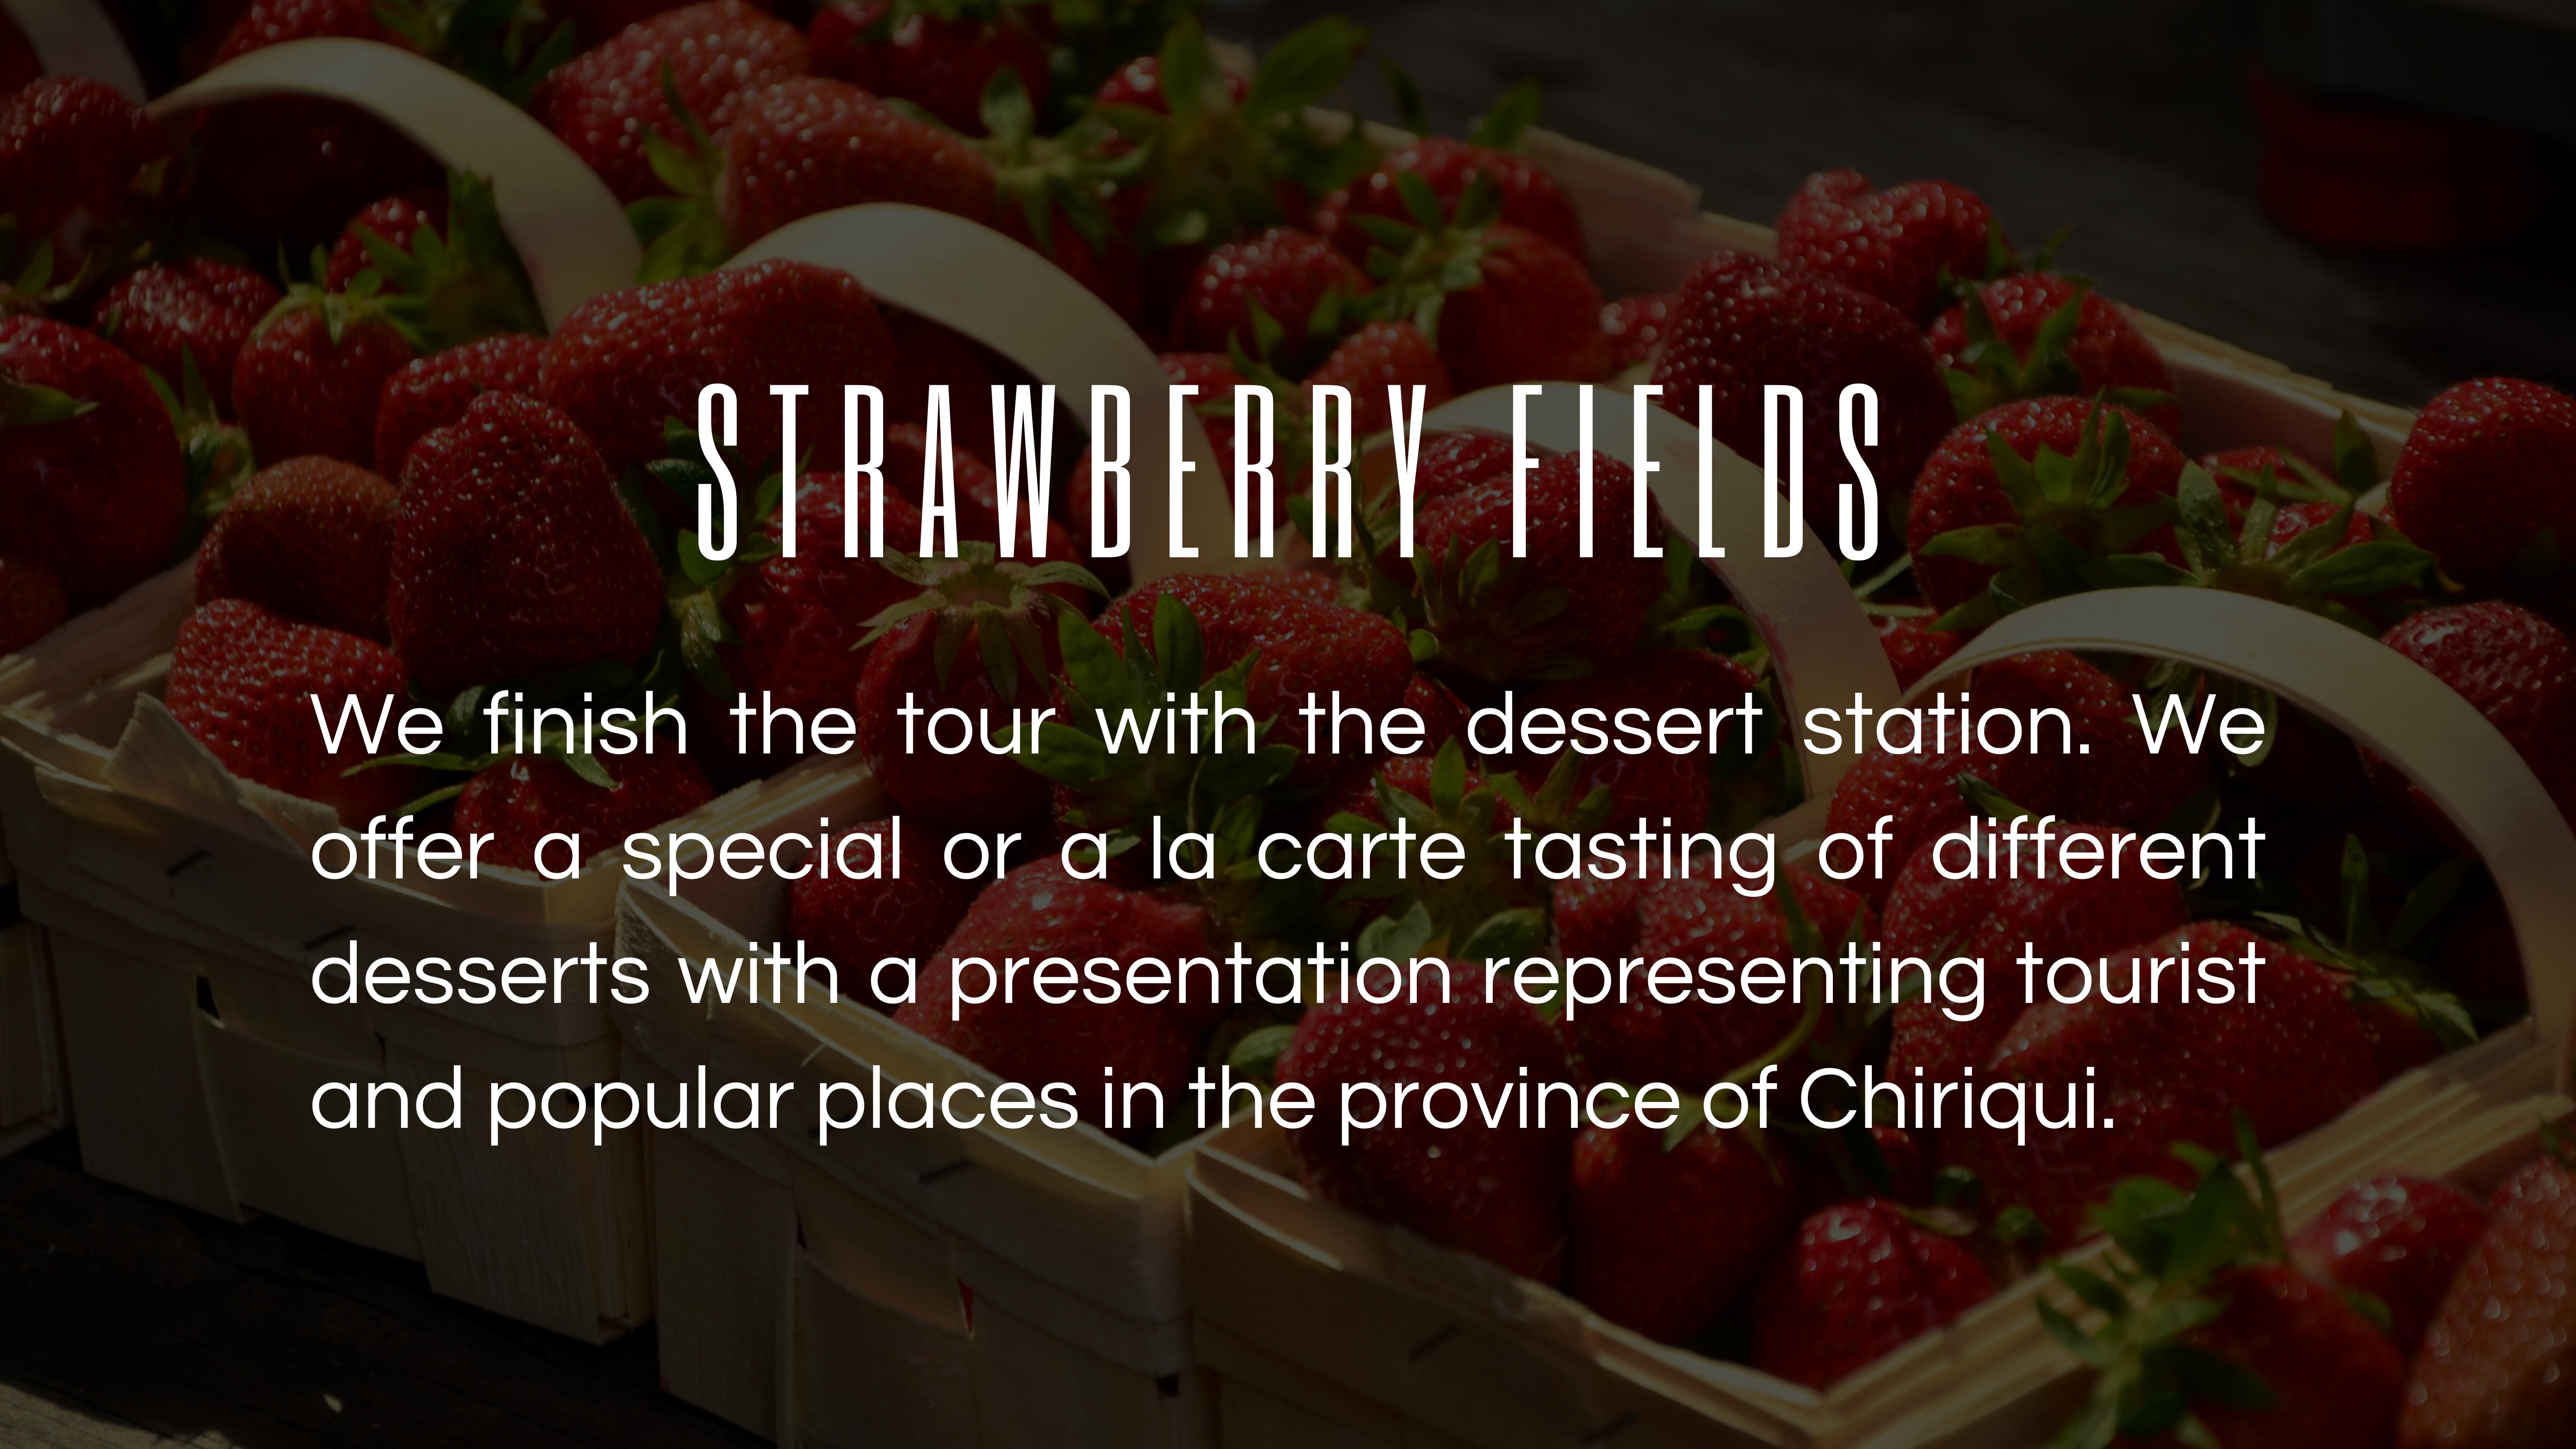 STRAWBERRY FIELDS
We finish the tour with the dessert station. We
offer a special or a la carte tasting of different
desserts with a presentation representing tourist
and popular places in the province of Chiriqui.